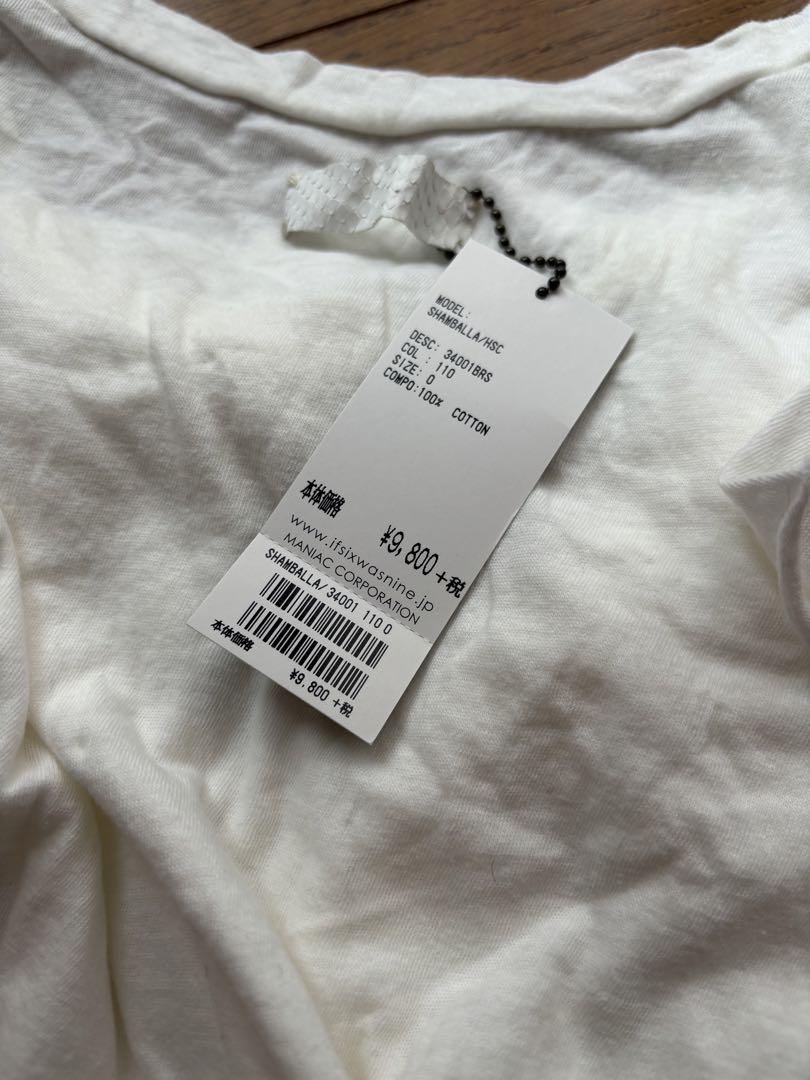 MODEL:
SHAMBALLA/HSC
DESC: 34001BRS
COL : 110
SIZE: 0
COMPO:100% COTTON
本体価格
¥9,800+税
www.ifsixwasnine.jp
MANIAC CORPORATION
SHAMBALLA/34001 110 0
本体価格
¥9,800+税